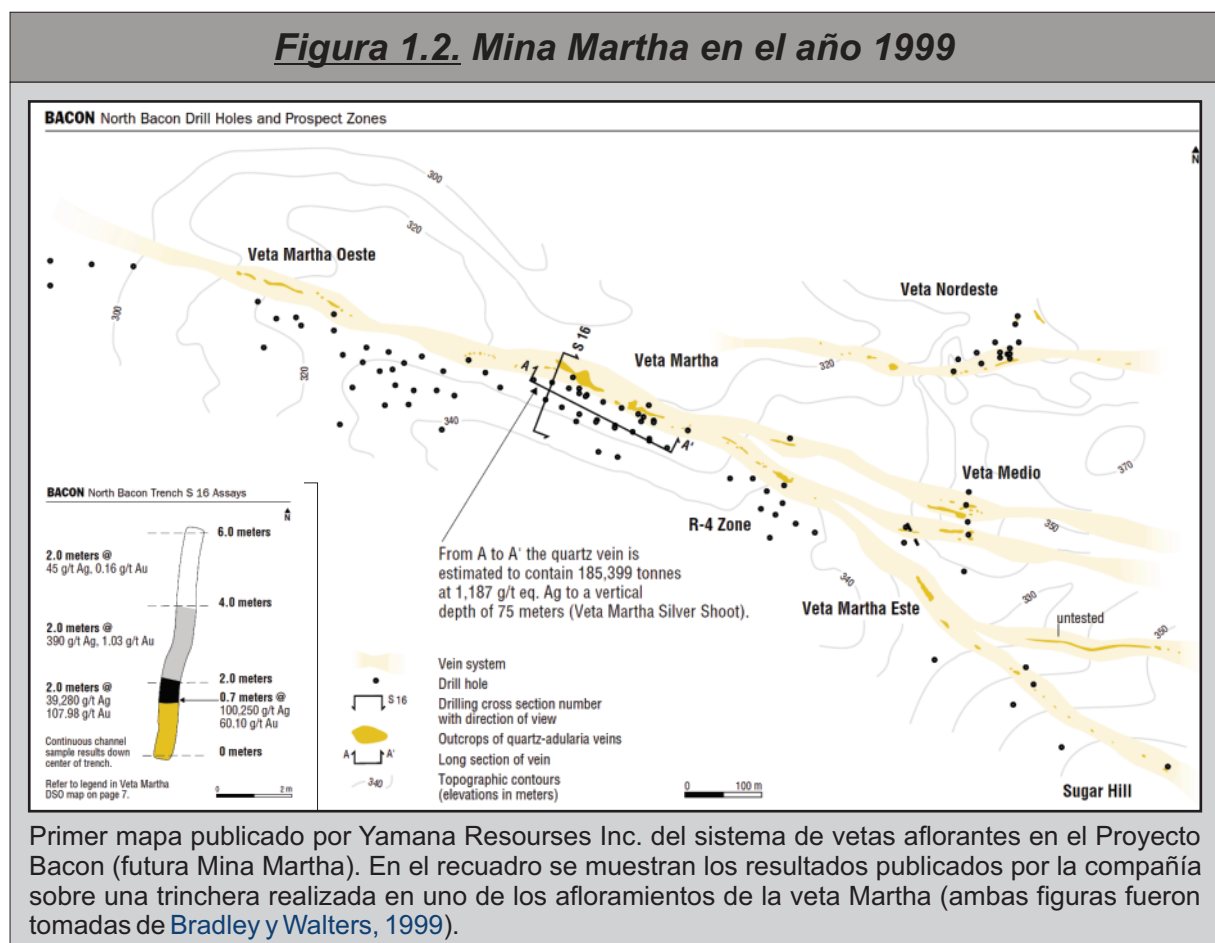 Figura 1.2. Mina Martha en el año 1999
BACON North Bacon Drill Holes and Prospect Zones
N
300
320
Veta Martha Oeste
Veta Nordeste
300
320
S 16
Veta Martha
320
A
340
A'
370
Veta Medio
R-4 Zone
350
BACON North Bacon Trench S 16 Assays
N
6.0 meters
2.0 meters @
45 g/t Ag, 0.16 g/t Au
4.0 meters
2.0 meters @
390 g/t Ag, 1.03 g/t Au
2.0 meters
2.0 meters @
39,280 g/t Ag
107.98 g/t Au
0.7 meters @
100,250 g/t Ag
60.10 g/t Au
Continuous channel
sample results down
center of trench.
0 meters
Refer to legend in Veta Martha
DSO map on page 7.
0 2 m
From A to A' the quartz vein is
estimated to contain 185,399 tonnes
at 1,187 g/t eq. Ag to a vertical
depth of 75 meters (Veta Martha Silver Shoot).
340
Veta Martha Este
330
untested
350
Vein system
Drill hole
S 16
Drilling cross section number
with direction of view
Outcrops of quartz-adularia veins
A A'
Long section of vein
340
Topographic contours
(elevations in meters)
0 100 m
Sugar Hill
Primer mapa publicado por Yamana Resourses Inc. del sistema de vetas aflorantes en el Proyecto
Bacon (futura Mina Martha). En el recuadro se muestran los resultados publicados por la compañía
sobre una trinchera realizada en uno de los afloramientos de la veta Martha (ambas figuras fueron
tomadas de Bradley y Walters, 1999).